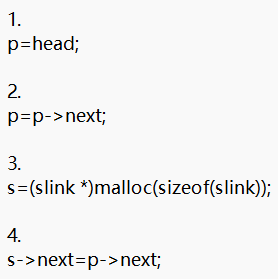 1.
p=head;
2.
p=p->next;
3.
s=(slink *)malloc(sizeof(slink));
4.
s->next=p->next;